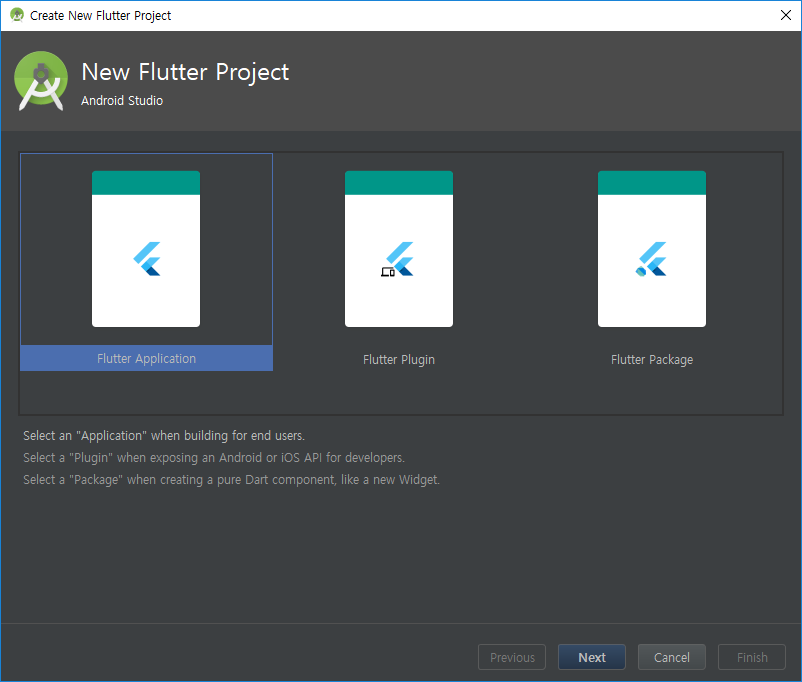 Create New Flutter Project
New Flutter Project
Android Studio
Flutter Application
Flutter Plugin
Flutter Package
Select an "Application" when building for end users.
Select a "Plugin" when exposing an Android or iOS API for developers.
Select a "Package" when creating a pure Dart component, like a new Widget.
Previous
Next
Cancel
Finish